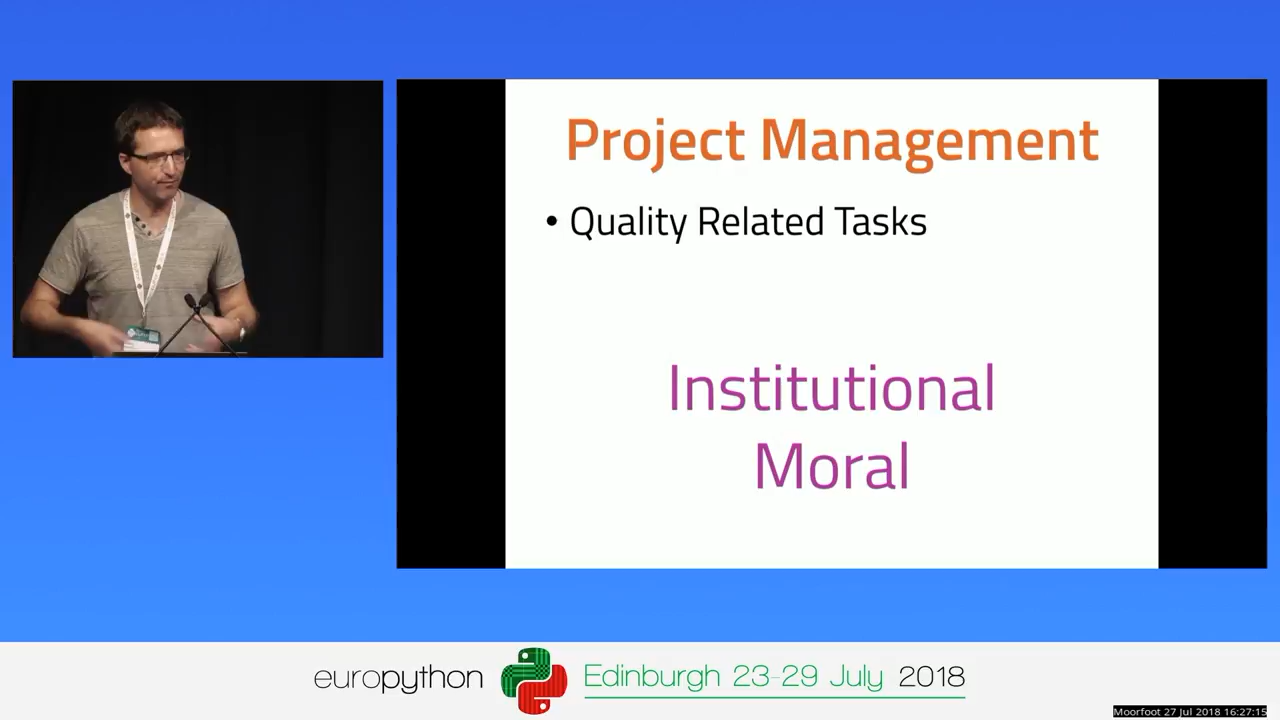 Project Management
• Quality Related Tasks
Institutional
Moral
europython
Edinburgh 23-29 July 2018
Moorfoot 27 Jul 2018 16:27:15